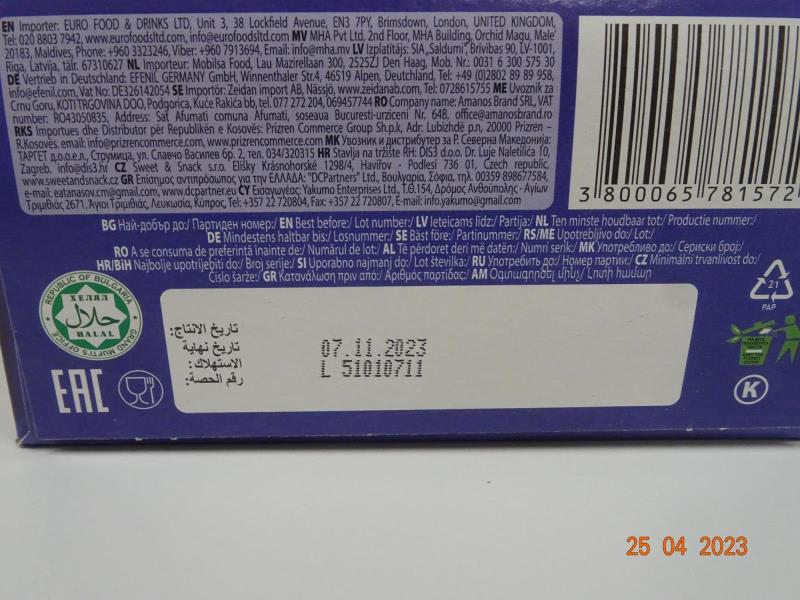 EN Importer: EURO FOOD & DRINKS LTD, Unit 3, 38 Lockfield Avenue, EN3 7PY, Brimsdown, London, UNITED KINGDOM,
Tel: 020 8803 7942, www.eurofoodsltd.com, info@eurofoodsltd.com MV MHA Pvt Ltd, 2nd Floor, MHA Building, Orchid Magu, Male'
20183, Maldives, Phone: +960 3323246, Viber: +960 7913694, Email: info@mha.mv LV Izplatītājs: SIA „Saldumi", Brīvības 90, LV-1001,
Riga, Latvija, tālr. 67310627 NL Importeur: Mobilsa Food, Lau Mazirellaan 300, 2525ZJ Den Haag, Mob. Nr.: 0031 6 300 575 30
DE Vertrieb in Deutschland: EFENIL GERMANY GmbH, Winnenthaler Str.4, 46519 Alpen, Deutchland, Tel: +49 (0)2802 89 89 958,
info@efenil.com, Vat Nr: DE326142054 SE Importör: Zeidan import AB, Nässjö, www.zeidanab.com, Tel: 0728615755 ME Uvoznik za
Crnu Goru, KOTI TRGOVINA DOO, Podgorica, Kuće Rakića bb, tel. 077 272 204, 069457744 RO Company name: Amanos Brand SRL, VAT
number: RO43050835, Address: Sat Afumati comuna Afumati, soseaua Bucuresti-urziceni Nr. 64B, office@amanosbrand.ro
RKS Importues dhe Distributor për Republikën e Kosovës: Prizren Commerce Group Sh.p.k, Adr: Lubizhdë p.n, 20000 Prizren –
R.Kosovës. email: info@prizrencommerce.com, www.prizrencommerce.com MK Увозник и дистрибутер за Р. Северна Македонија:
ТАРГЕТ д.о.о.е.л, Струмица, ул. Славчо Василев бр. 2, тел. 034/320315 HR Stavlja na tržište RH: DIS3 d.o.o. Dr. Luje Naletilića 10,
Zagreb. info@dis3.eu CZ Sweet & Snack s.r.o. Elišky Krásnohorské 1298/4, Havířov - Podlesí 736 01, Czech republic,
www.sweetandsnack.cz GR Επίσημος αντιπρόσωπος για την ΕΛΛΑΔΑ: "DCPartners" Ltd., Βουλγαρία, Σόφια, τηλ. 00359 898677584,
e-mail: eatanasov.cm@gmail.com, www.dcpartner.eu CY Εισαγωγέας: Yakumo Enterprises Ltd., Τ.Θ.154, Δρόμος Ανθούπολης - Αγίων
Τριμιθιάς 2671, Άγιοι Τριμιθιάς, Λευκωσία, Κύπρος, Tel: +357 22 720804, Fax: +357 22 720807, E-mail: info.yakumo@gmail.com
3 800065 781572
BG Най-добър до:/ Партиден номер:/ EN Best before:/ Lot number:/ LV Ieteicams līdz:/ Partija:/ NL Ten minste houdbaar tot:/ Productie nummer:/
DE Mindestens haltbar bis:/ Losnummer:/ SE Bäst före:/ Partinummer:/ RS/ME Upotrebljivo do:/ Lot:/
RO A se consuma de preferință înainte de:/ Numărul de lot:/ AL Te përdoret deri më datën:/ Numri serik:/ MK Употребливо до:/ Сериски број:/
HR/BiH Najbolje upotrijebiti do:/ Broj serije:/ SI Uporabno najmanj do:/ Lot številka:/ RU Употребить до:/ Номер партии:/ CZ Minimální trvanlivost do:/
Číslo šarže:/ GR Κατανάλωση πριν από:/ Αριθμός παρτίδας:/ AM Օգտագործել մինչ/ Լոտի համար
REPUBLIC OF BULGARIA
ХЕЛЯЛ
حلال
HALAL
GRAND MUFTI'S OFFICE
EAC
تاريخ الانتاج:
تاريخ نهاية
الاستهلاك:
رقم الحصة:
07.11.2023
L 51010711
21
PAP
K
25 04 2023